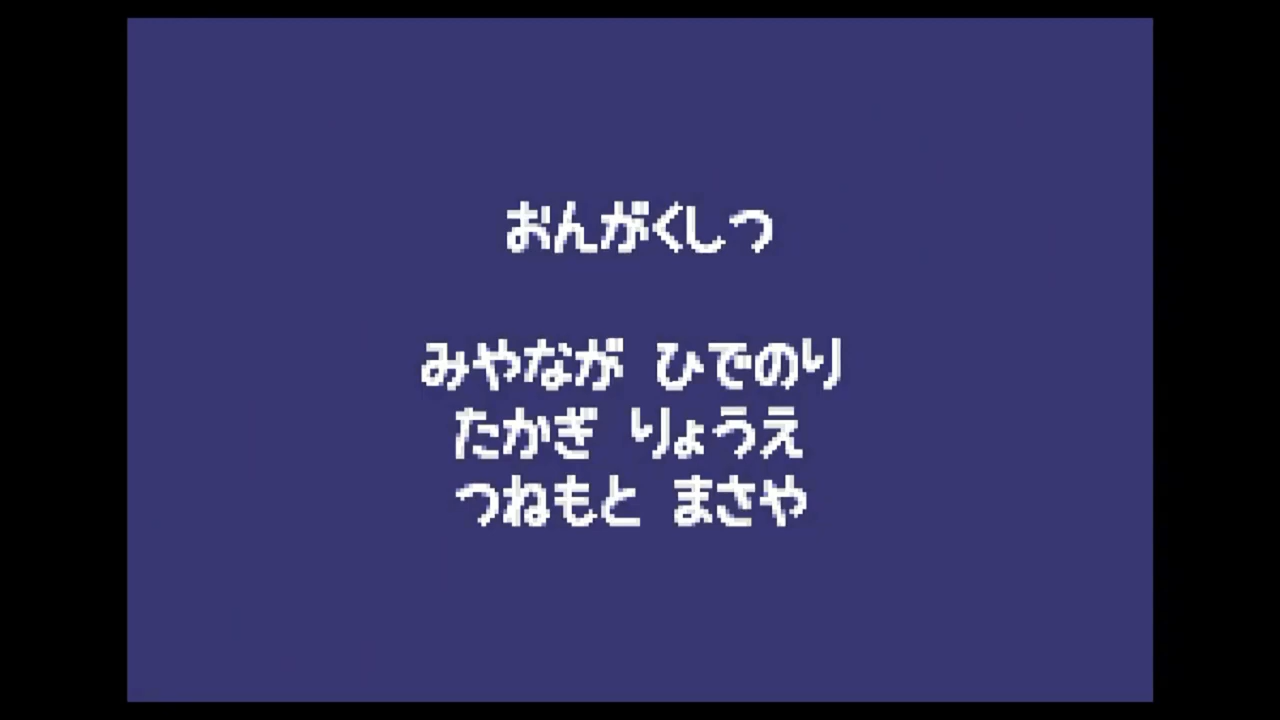 おんがくしつ
みやなが ひでのり
たかぎ りょうえ
つねもと まさや